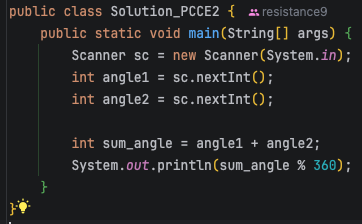 public class Solution_PCCE2 { resistance9
    public static void main(String[] args) {
        Scanner sc = new Scanner(System.in);
        int angle1 = sc.nextInt();
        int angle2 = sc.nextInt();

        int sum_angle = angle1 + angle2;
        System.out.println(sum_angle % 360);
    }
}